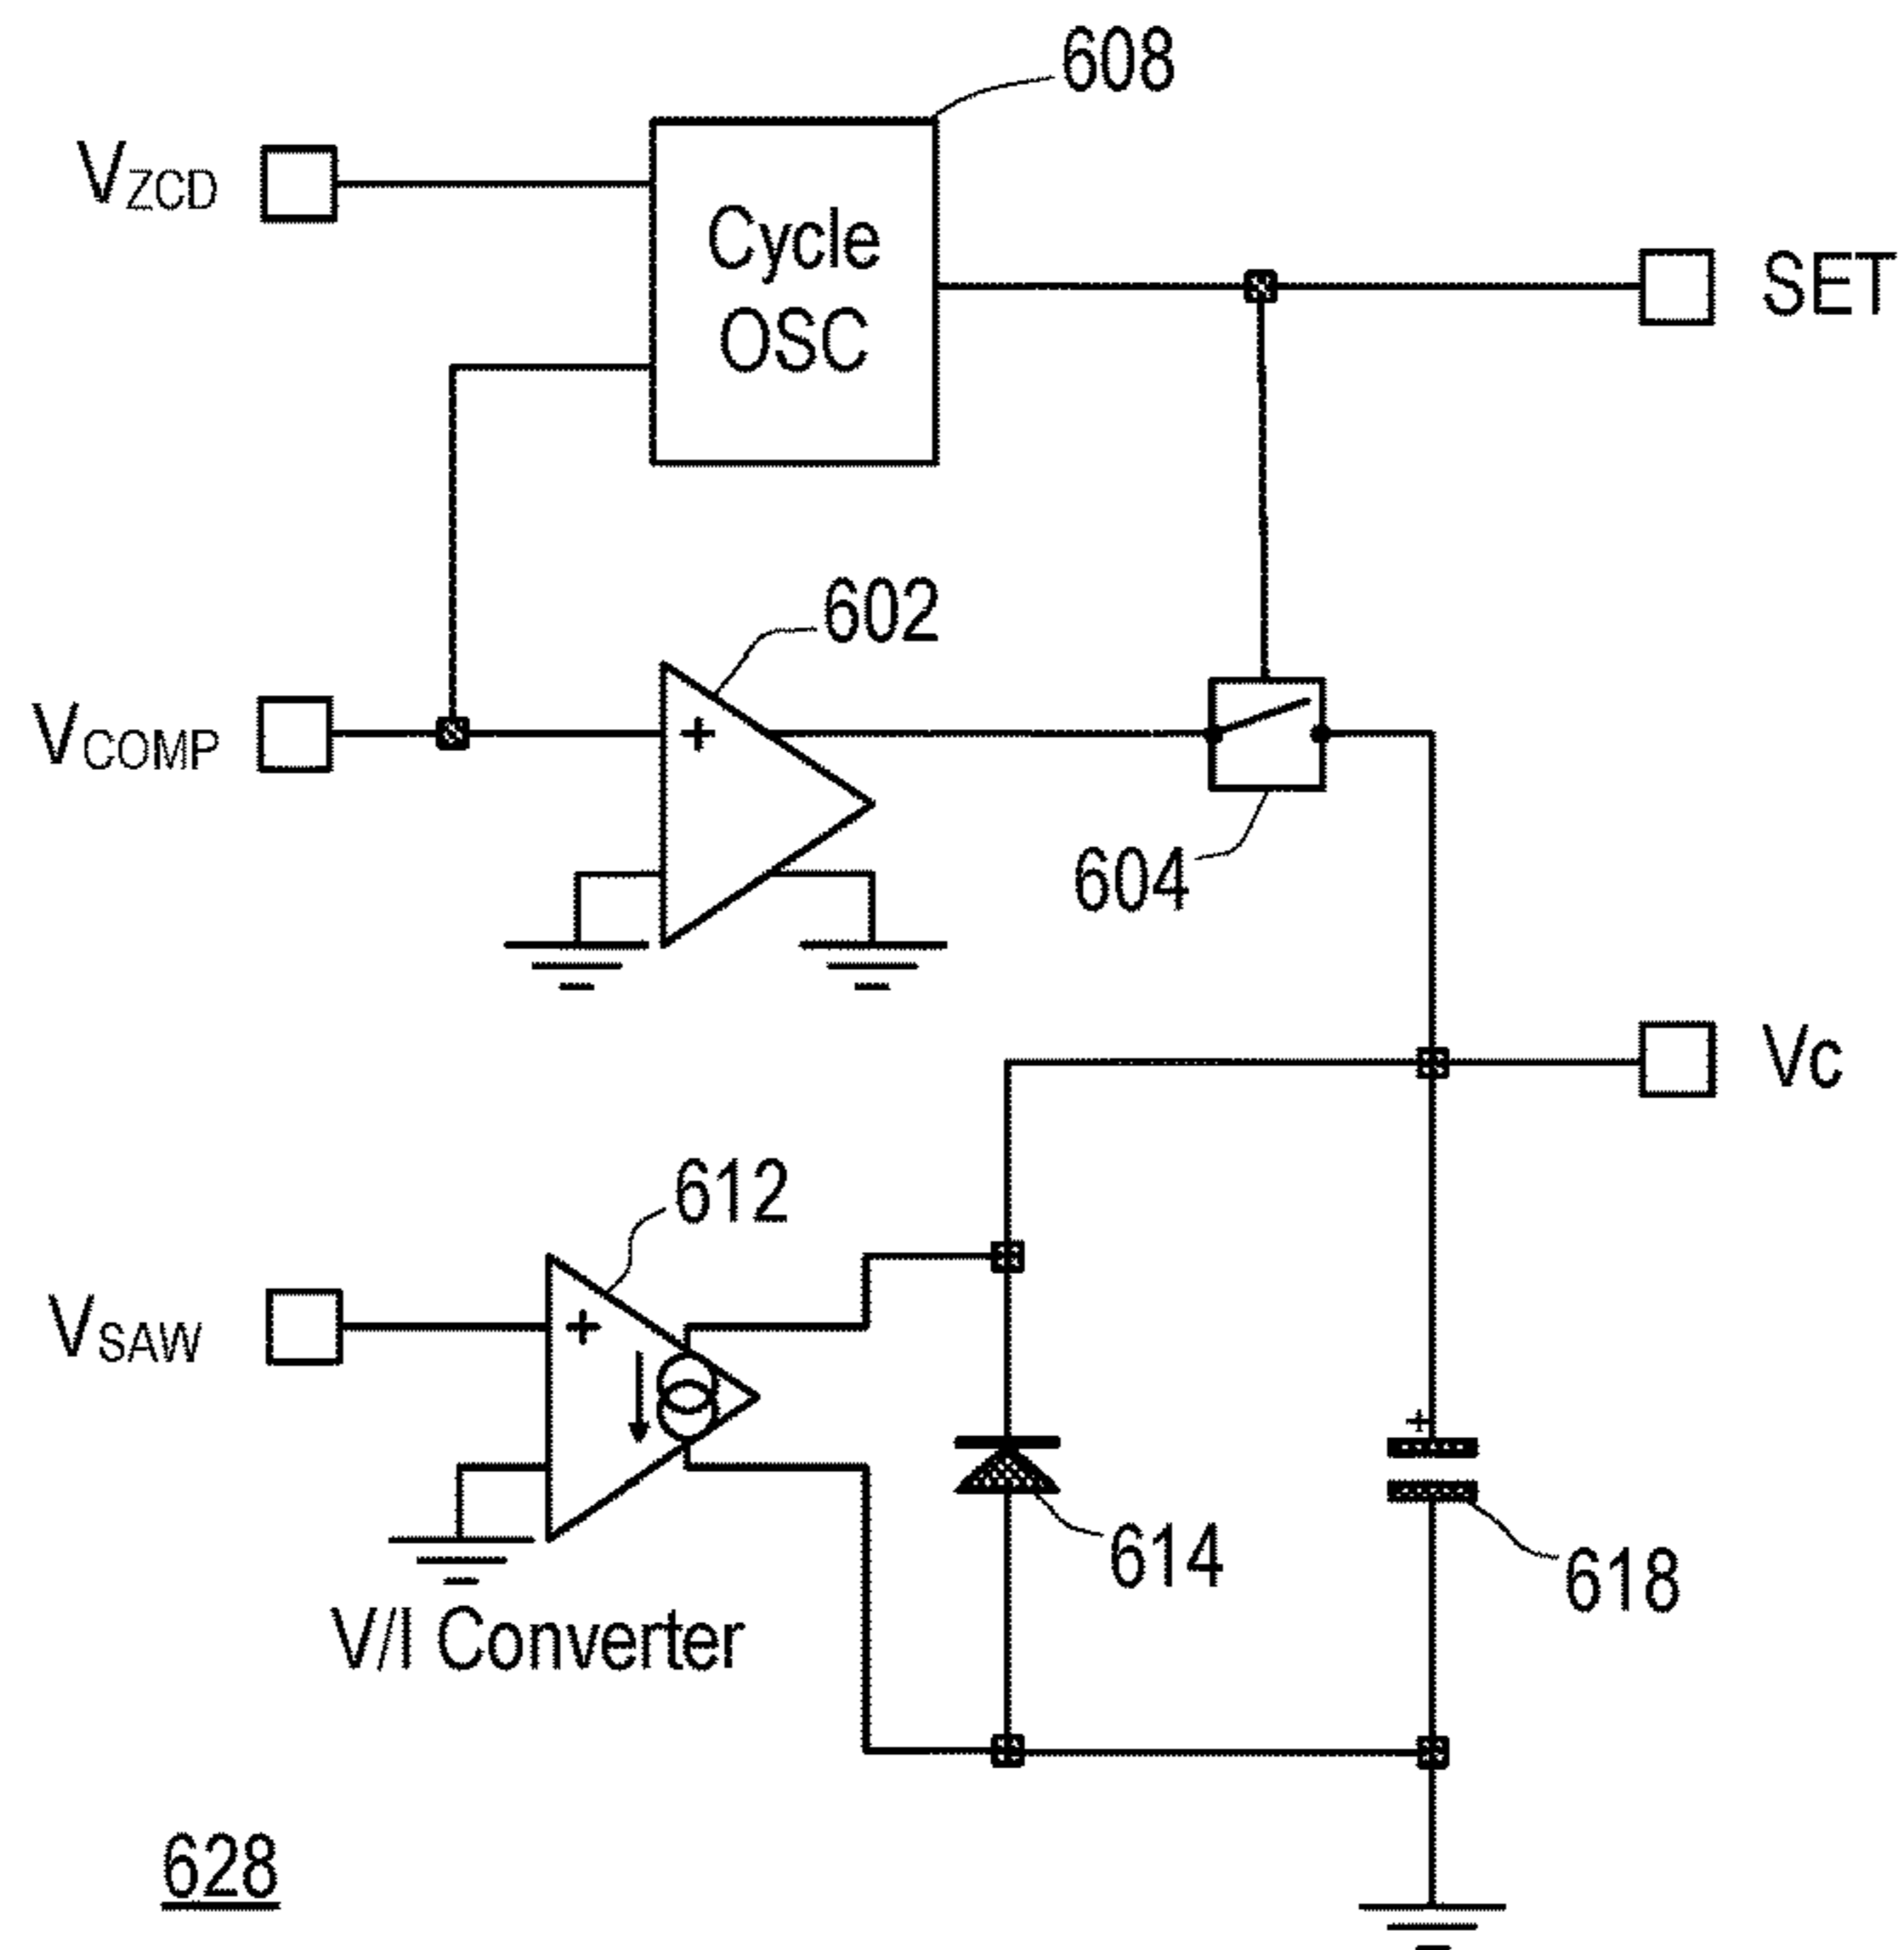 608
VZCD
Cycle
OSC
SET
602
VCOMP
+
604
Vc
612
VSAW
+
+
614
618
V/I Converter
628